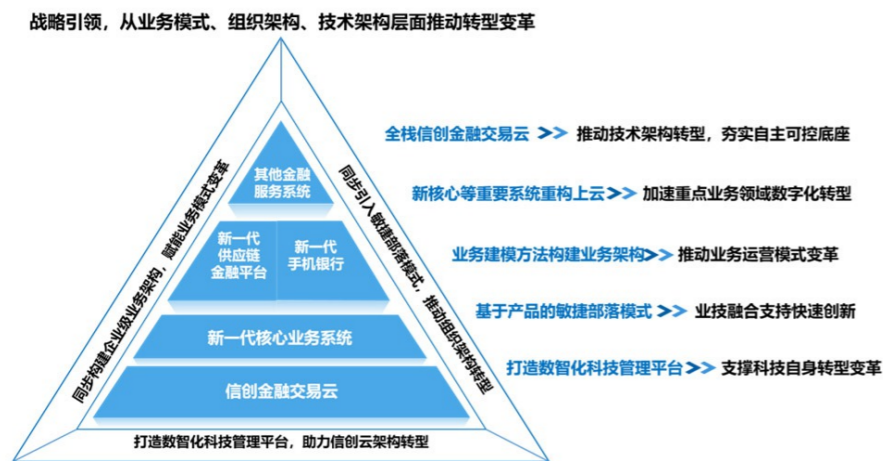 战略引领，从业务模式、组织架构、技术架构层面推动转型变革
同步构建企业级业务架构，赋能业务模式变革
同步引入敏捷部落模式，推动组织架构转型
其他金融
服务系统
新一代
供应链
金融平台
新一代
手机银行
新一代核心业务系统
信创金融交易云
打造数智化科技管理平台，助力信创云架构转型
全栈信创金融交易云 >> 推动技术架构转型，夯实自主可控底座
新核心等重要系统重构上云 >> 加速重点业务领域数字化转型
业务建模方法构建业务架构 >> 推动业务运营模式变革
基于产品的敏捷部落模式 >> 业技融合支持快速创新
打造数智化科技管理平台 >> 支撑科技自身转型变革